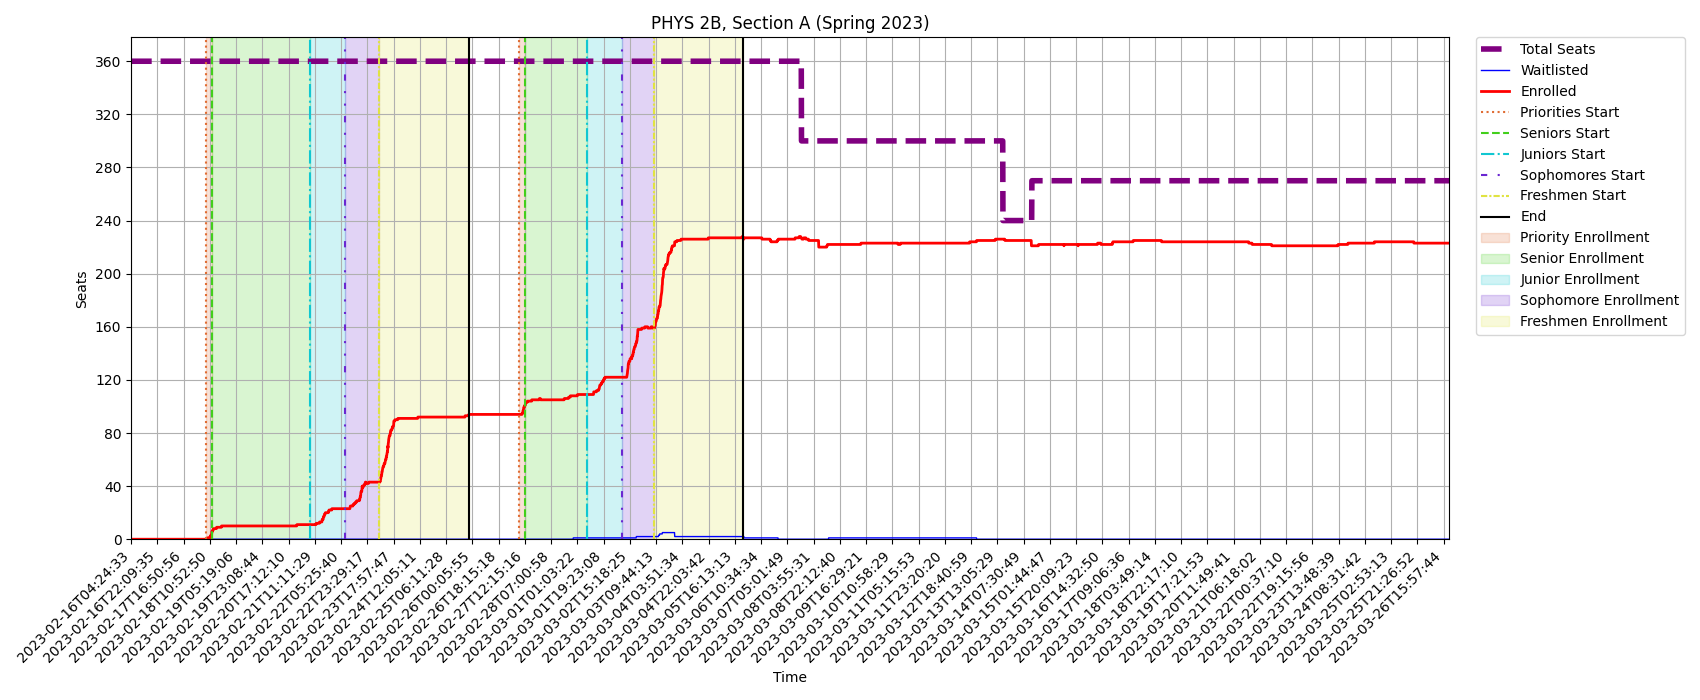 PHYS 2B, Section A (Spring 2023)
Seats
360
320
280
240
200
160
120
80
40
0
2023-02-16T04:24:33
2023-02-16T22:09:35
2023-02-17T16:50:56
2023-02-18T10:52:50
2023-02-19T05:19:06
2023-02-19T23:08:44
2023-02-20T17:12:10
2023-02-21T11:11:29
2023-02-22T05:25:40
2023-02-22T23:29:17
2023-02-23T17:57:47
2023-02-24T12:05:11
2023-02-25T06:11:28
2023-02-26T00:05:55
2023-02-26T18:15:18
2023-02-27T12:15:16
2023-02-28T07:00:58
2023-03-01T01:03:22
2023-03-01T19:23:08
2023-03-02T15:18:25
2023-03-03T09:44:13
2023-03-04T03:51:34
2023-03-04T22:03:42
2023-03-05T16:13:13
2023-03-06T10:34:34
2023-03-07T05:01:49
2023-03-08T03:55:31
2023-03-08T22:12:40
2023-03-09T16:29:21
2023-03-10T10:58:29
2023-03-11T05:15:53
2023-03-11T23:20:20
2023-03-12T18:40:59
2023-03-13T13:05:29
2023-03-14T07:30:49
2023-03-15T01:44:47
2023-03-15T20:09:23
2023-03-16T14:32:50
2023-03-17T09:06:36
2023-03-18T03:49:14
2023-03-18T22:17:10
2023-03-19T17:21:53
2023-03-20T11:49:41
2023-03-21T06:18:02
2023-03-22T00:37:10
2023-03-22T19:15:56
2023-03-23T13:48:39
2023-03-24T08:31:42
2023-03-25T02:53:13
2023-03-25T21:26:52
2023-03-26T15:57:44
Time
Total Seats
Waitlisted
Enrolled
Priorities Start
Seniors Start
Juniors Start
Sophomores Start
Freshmen Start
End
Priority Enrollment
Senior Enrollment
Junior Enrollment
Sophomore Enrollment
Freshmen Enrollment